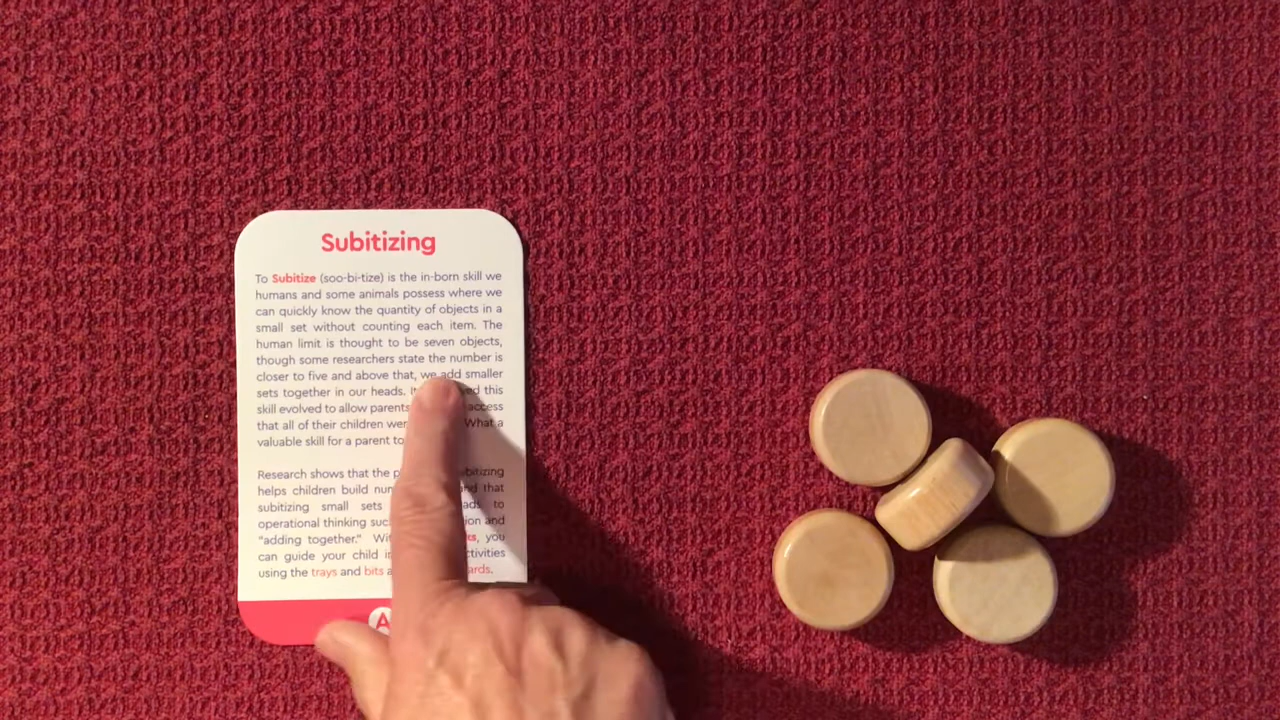 Subitizing
To Subitize (soo-bi-tize) is the in-born skill we
humans and some animals possess where we
can quickly know the quantity of objects in a
small set without counting each item. The
human limit is thought to be seven objects,
though some researchers state the number is
closer to five and above that, we add smaller
sets together in our heads. this
skill evolved to allow parents access
that all of their children What a
valuable skill for a parent to
Research shows that the
helps children build that
subitizing small sets to
operational thinking and
"adding together." you
can guide your child
using the trays and bits
A